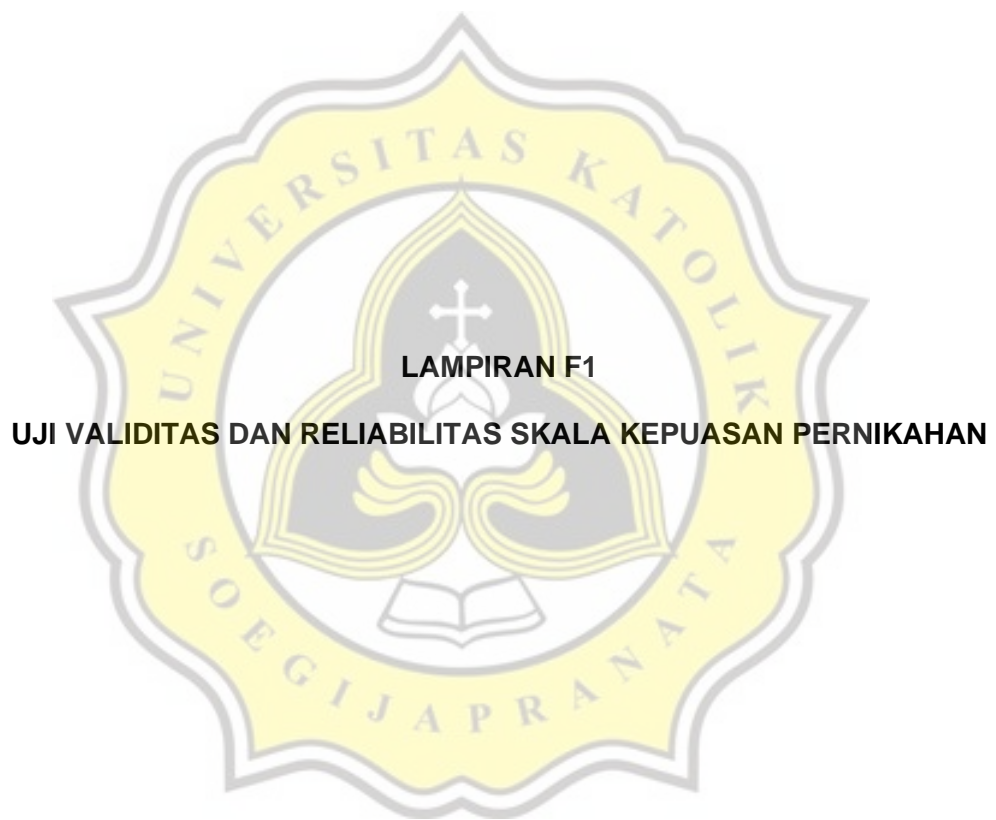 UNIVERSITAS KATOLIK
LAMPIRAN F1
UJI VALIDITAS DAN RELIABILITAS SKALA KEPUASAN PERNIKAHAN
SOEGIJAPRANATA